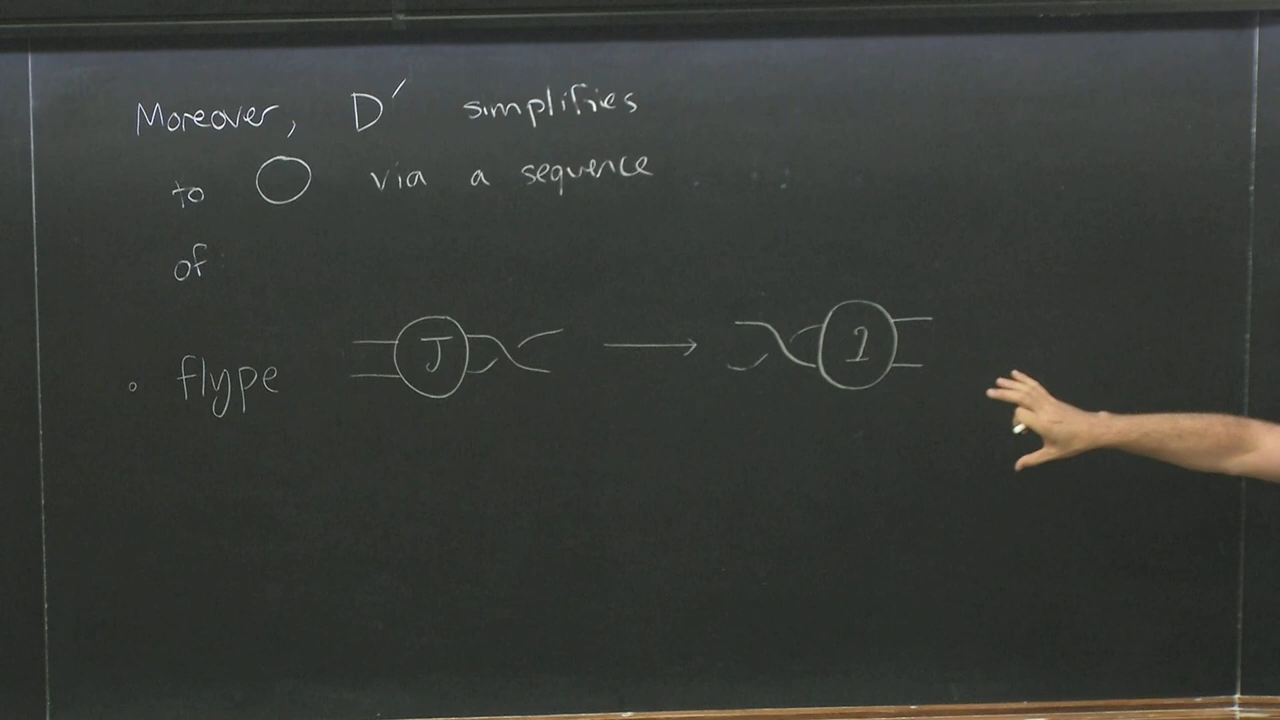 Moreover, D′ simplifies
to ◯ via a sequence
of
• flype J →